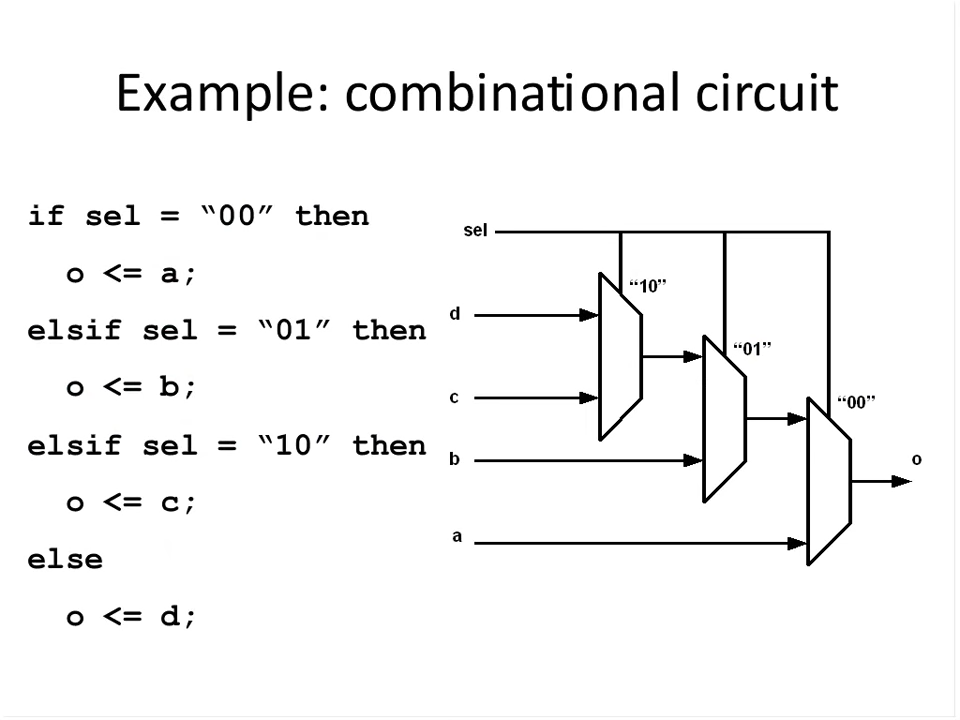 Example: combinational circuit
if sel = “00” then
o <= a;
elsif sel = “01” then
o <= b;
elsif sel = “10” then
o <= c;
else
o <= d;
sel
“10”
d
“01”
c
“00”
b
o
a